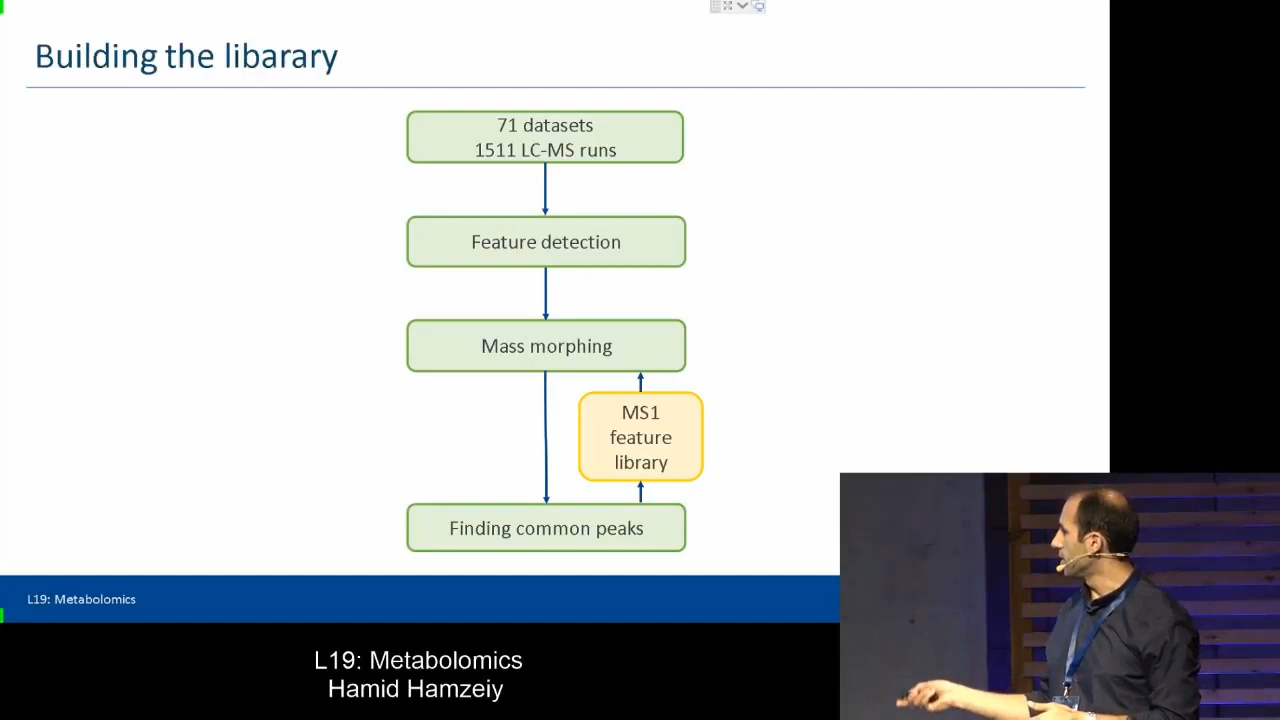 Building the libarary
71 datasets
1511 LC-MS runs
Feature detection
Mass morphing
MS1
feature
library
Finding common peaks
L19: Metabolomics
L19: Metabolomics
Hamid Hamzeiy